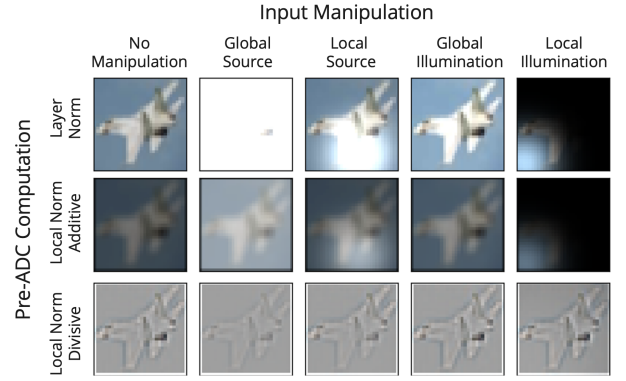 Input Manipulation
No
Manipulation
Global
Source
Local
Source
Global
Illumination
Local
Illumination
Pre-ADC Computation
Layer
Norm
Local Norm
Additive
Local Norm
Divisive